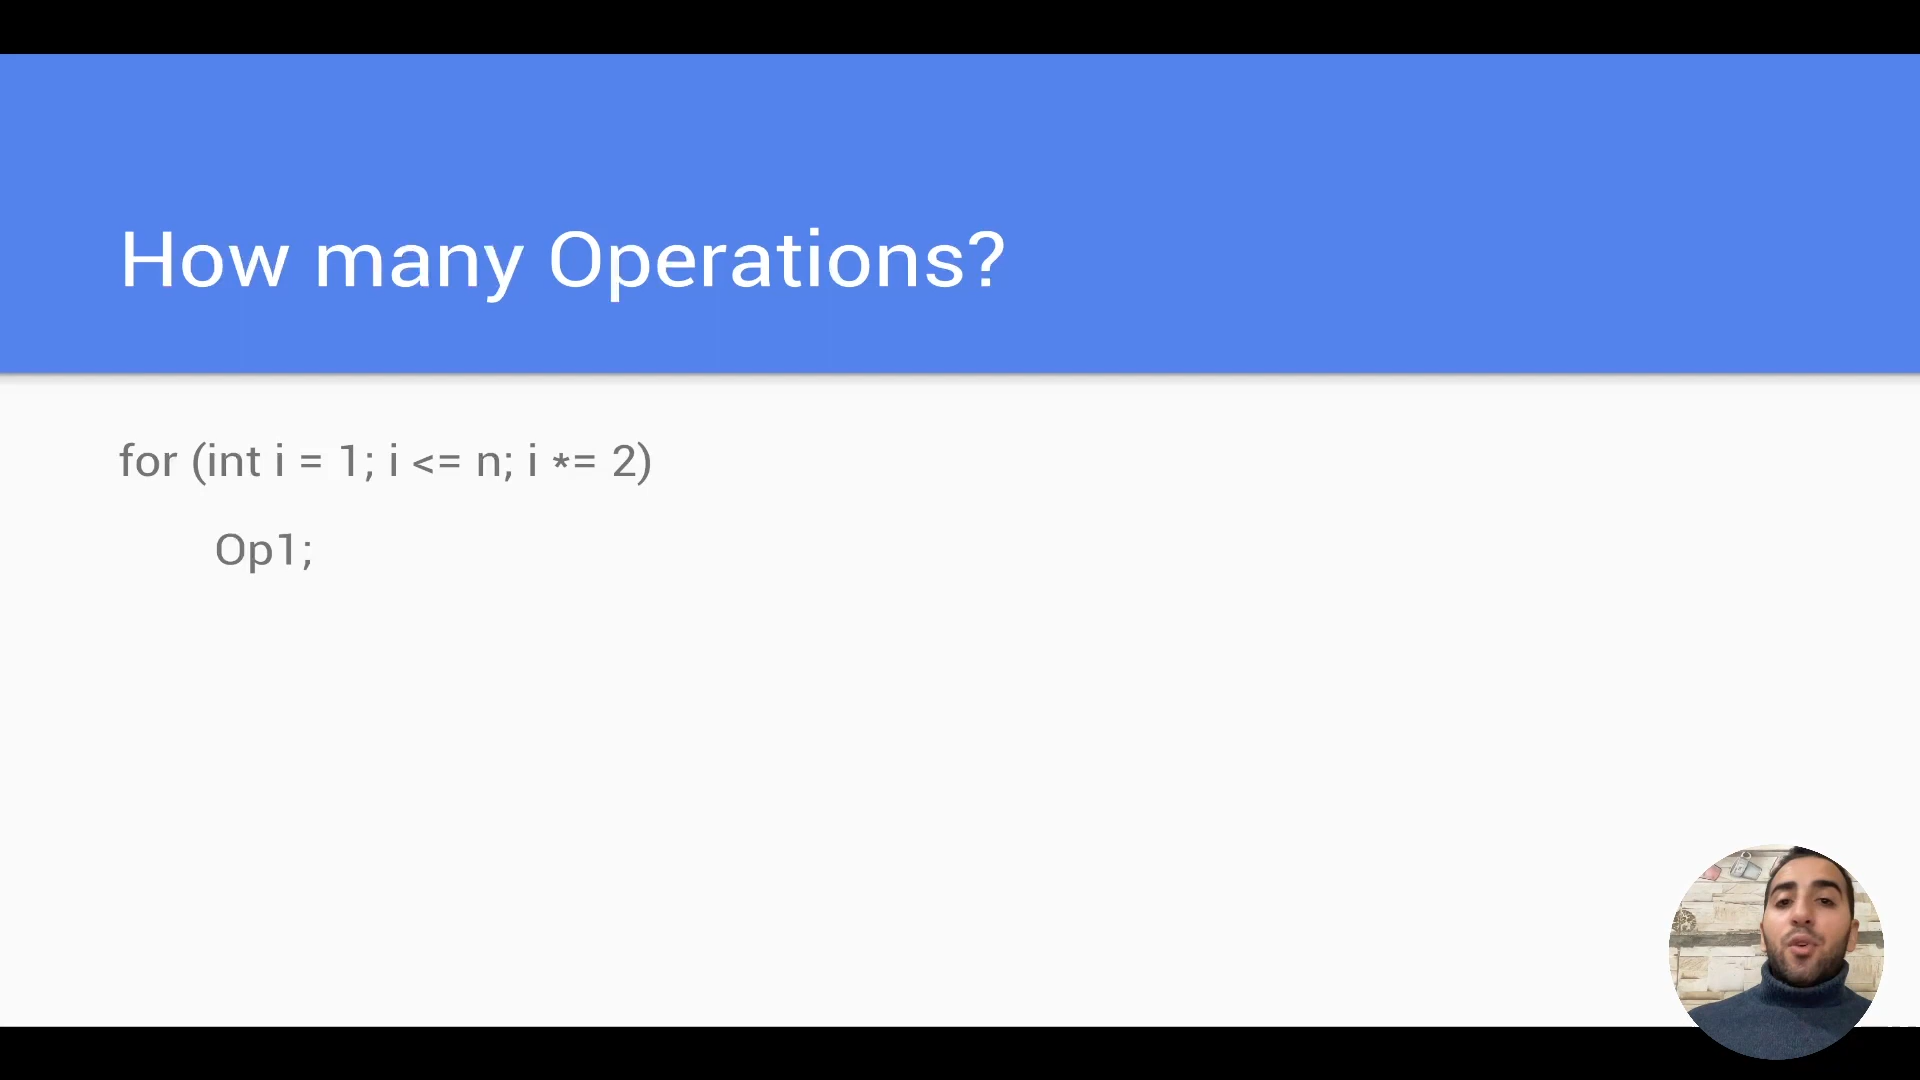 How many Operations?
for (int i = 1; i <= n; i *= 2)
Op1;